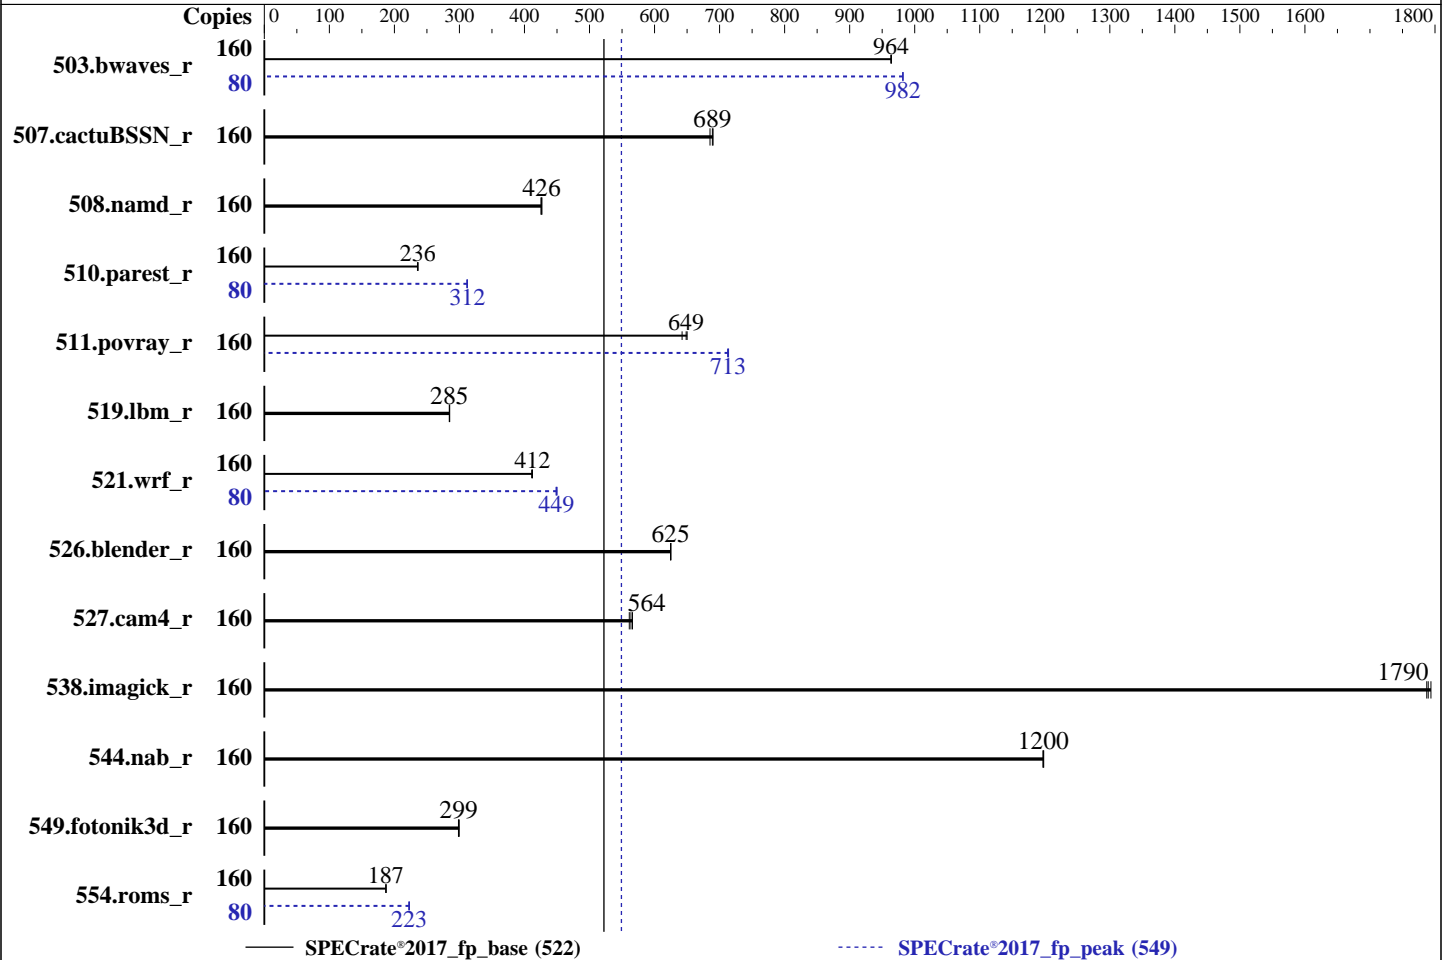 Copies 0 100 200 300 400 500 600 700 800 900 1000 1100 1200 1300 1400 1500 1600 1800
503.bwaves_r 160 964
80 982
507.cactuBSSN_r 160 689
508.namd_r 160 426
510.parest_r 160 236
80 312
511.povray_r 160 649
713
519.lbm_r 160 285
521.wrf_r 160 412
80 449
526.blender_r 160 625
527.cam4_r 160 564
538.imagick_r 160 1790
544.nab_r 160 1200
549.fotonik3d_r 160 299
554.roms_r 160 187
80 223
SPECrate®2017_fp_base (522) SPECrate®2017_fp_peak (549)